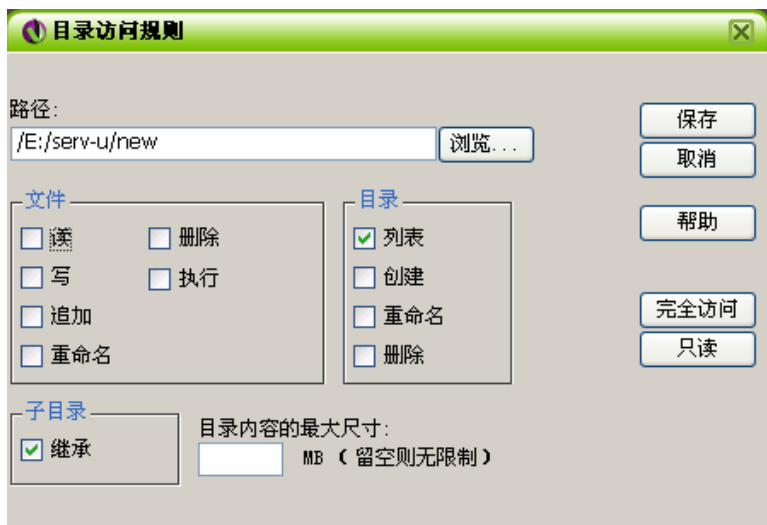 目录访问规则
路径:
/E:/serv-u/new
浏览...
保存
取消
帮助
完全访问
只读
文件
读
写
追加
重命名
删除
执行
目录
列表
创建
重命名
删除
子目录
继承
目录内容的最大尺寸:
MB （留空则无限制）